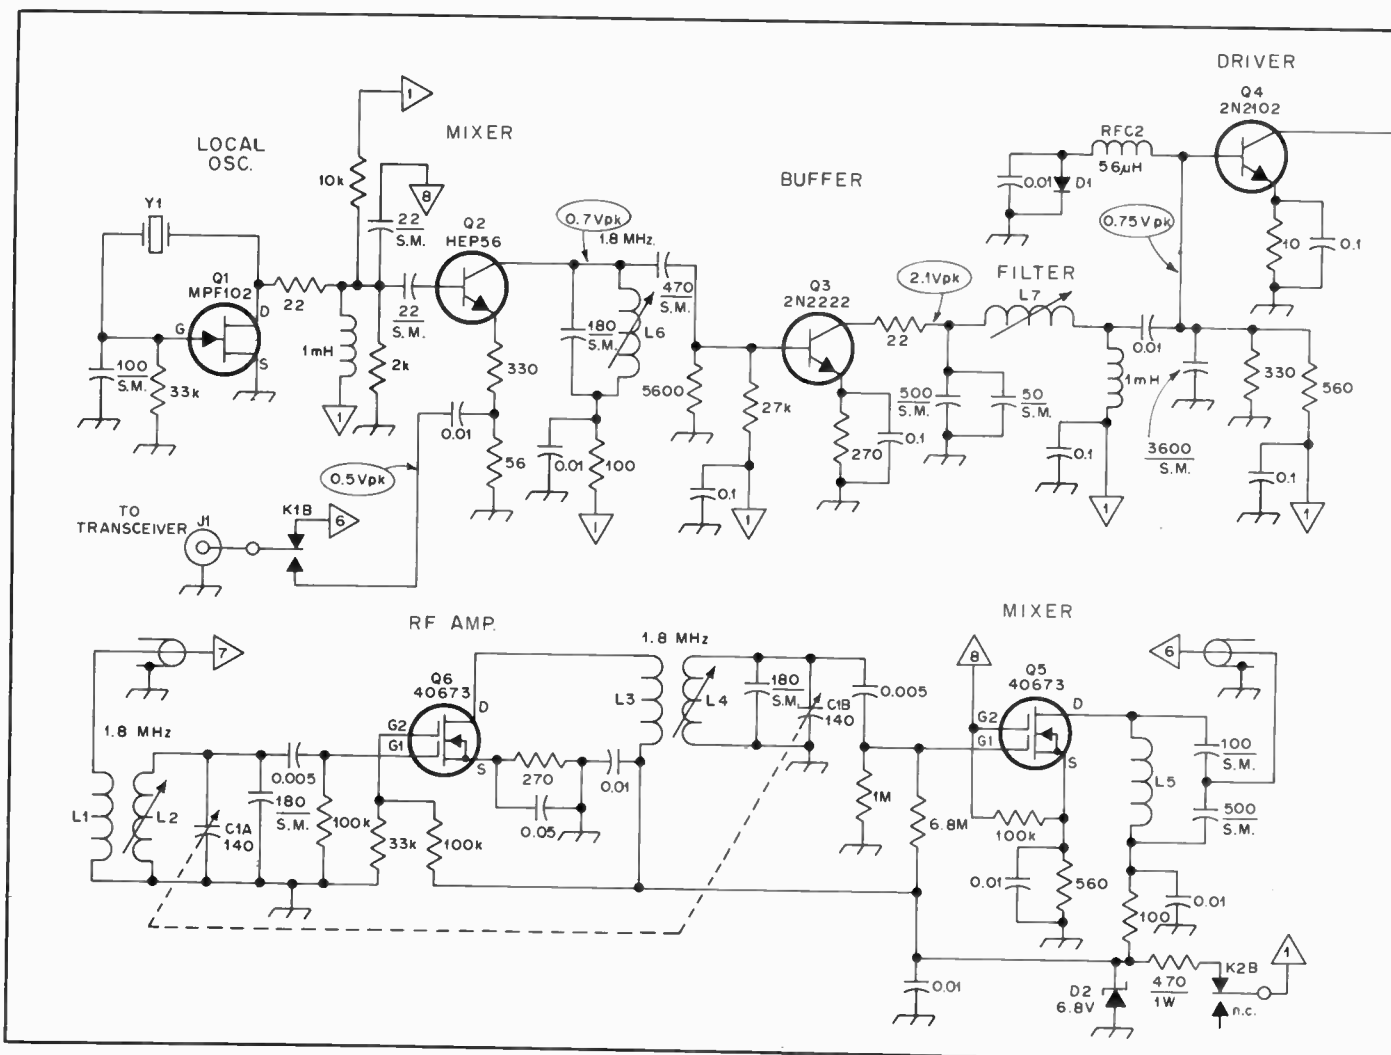 DRIVER
Q4
2N2102
LOCAL
OSC.
MIXER
BUFFER
RFC2
56µH
1
10k
8
22
S.M.
Y1
Q2
HEP56
0.7Vpk
1.8 MHz.
0.01
D1
0.75Vpk
10
0.1
Q1
MPF102
D
G
S
22
22
S.M.
470
S.M.
Q3
2N2222
2.1Vpk
FILTER
L7
22
180
S.M.
L6
1mH
2k
100
S.M.
33k
330
5600
27k
500
S.M.
50
S.M.
0.01
1mH
330
560
1
0.01
56
0.01
100
0.1
270
0.1
0.1
3600
S.M.
0.1
0.5Vpk
TO
TRANSCEIVER
J1
K1B
6
1
1
1
1
RF AMP.
1.8 MHz
MIXER
7
Q6
40673
D
G2
G1
S
L3
L4
180
S.M.
C1B
140
0.005
8
Q5
40673
D
G2
G1
S
6
1.8 MHz
0.005
L1
L2
C1A
140
180
S.M.
100k
33k
100k
270
0.05
0.01
1M
6.8M
100k
L5
100
S.M.
500
S.M.
0.01
560
100
0.01
0.01
D2
6.8V
470
1W
K2B
n.c.
1